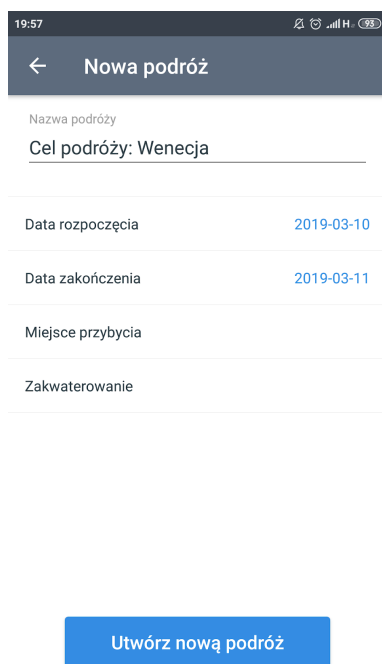 19:57 H 93
Nowa podróż
Nazwa podróży
Cel podróży: Wenecja
Data rozpoczęcia 2019-03-10
Data zakończenia 2019-03-11
Miejsce przybycia
Zakwaterowanie
Utwórz nową podróż